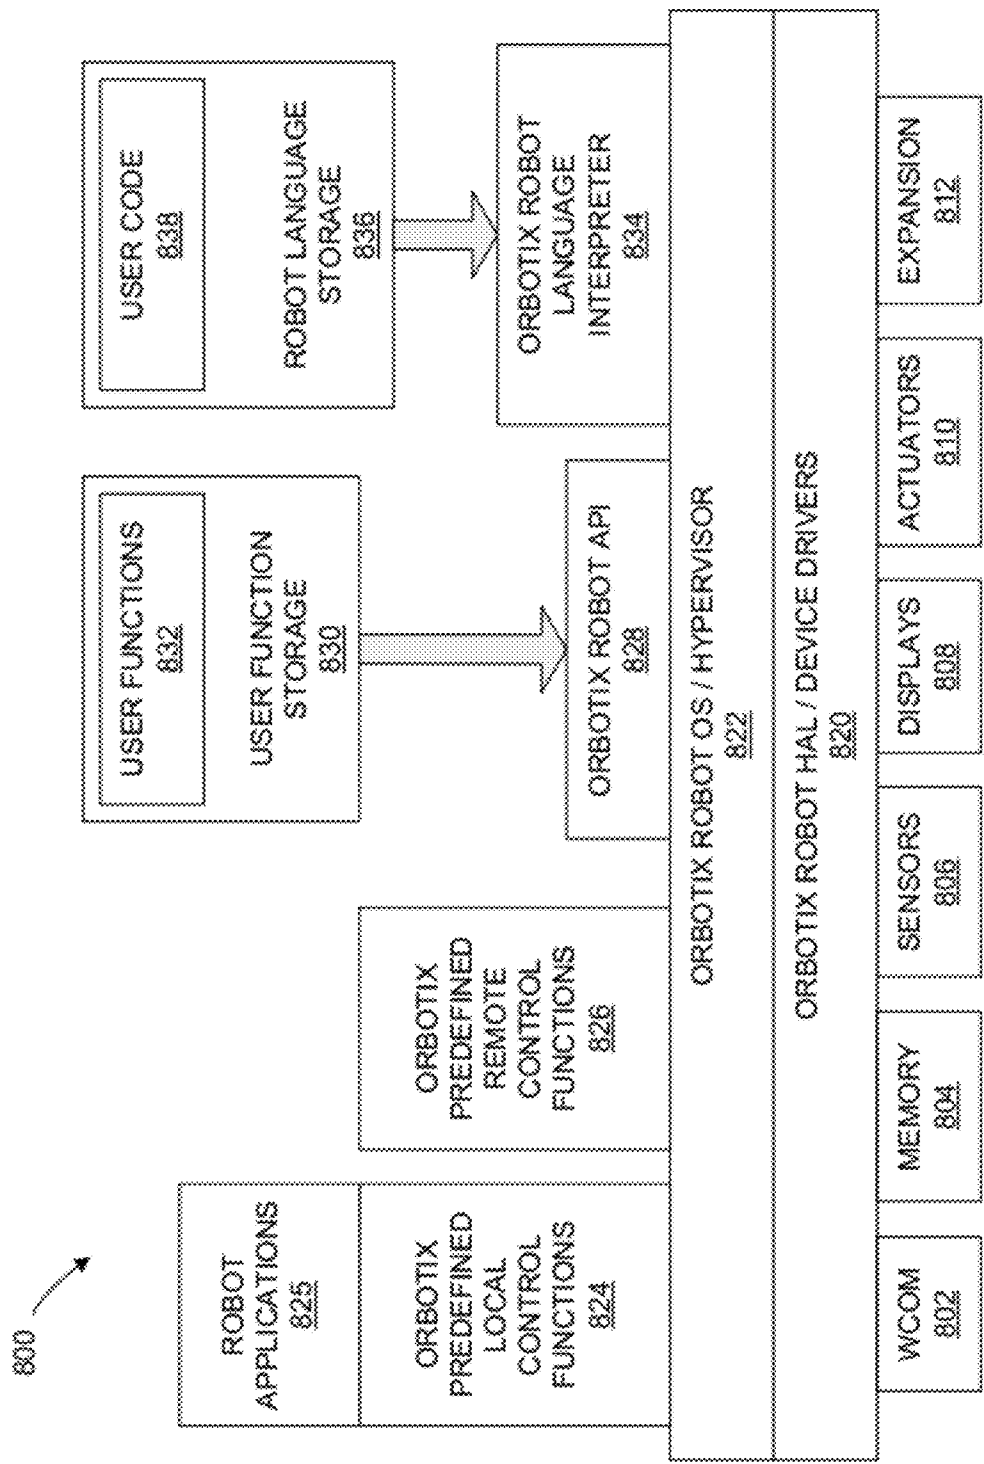 800
ROBOT
APPLICATIONS
825
ORBOTIX
PREDEFINED
LOCAL
CONTROL
FUNCTIONS
824
ORBOTIX
PREDEFINED
REMOTE
CONTROL
FUNCTIONS
826
USER FUNCTIONS
832
USER FUNCTION
STORAGE
830
ORBOTIX ROBOT API
828
USER CODE
838
ROBOT LANGUAGE
STORAGE
836
ORBOTIX ROBOT
LANGUAGE
INTERPRETER
834
ORBOTIX ROBOT OS / HYPERVISOR
822
ORBOTIX ROBOT HAL / DEVICE DRIVERS
820
WCOM
802
MEMORY
804
SENSORS
806
DISPLAYS
808
ACTUATORS
810
EXPANSION
812